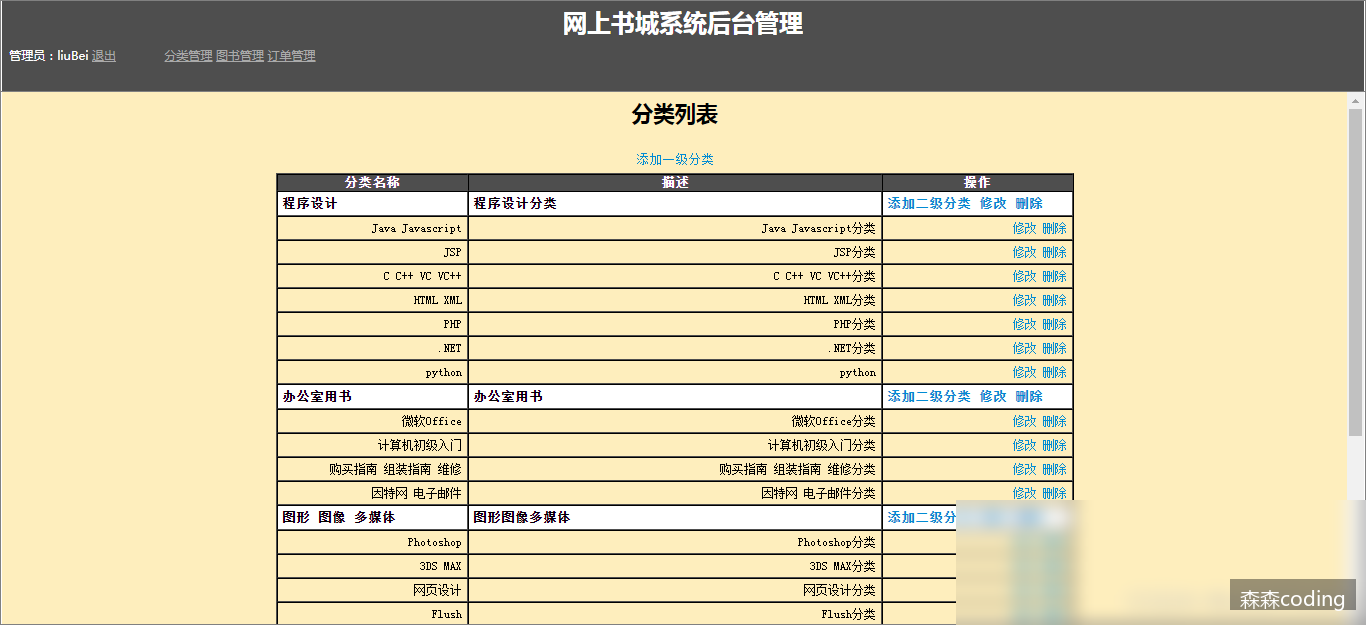 网上书城系统后台管理
管理员：liuBei 退出 分类管理 图书管理 订单管理
分类列表
添加一级分类
分类名称 描述 操作
程序设计 程序设计分类 添加二级分类 修改 删除
Java Javascript Java Javascript分类 修改 删除
JSP JSP分类 修改 删除
C C++ VC VC++ C C++ VC VC++分类 修改 删除
HTML XML HTML XML分类 修改 删除
PHP PHP分类 修改 删除
.NET .NET分类 修改 删除
python python 修改 删除
办公室用书 办公室用书 添加二级分类 修改 删除
微软Office 微软Office分类 修改 删除
计算机初级入门 计算机初级入门分类 修改 删除
购买指南 组装指南 维修 购买指南 组装指南 维修分类 修改 删除
因特网 电子邮件 因特网 电子邮件分类 修改 删除
图形 图像 多媒体 图形图像多媒体 添加二级分
Photoshop Photoshop分类
3DS MAX 3DS MAX分类
网页设计 网页设计分类
Flush Flush分类
森森coding